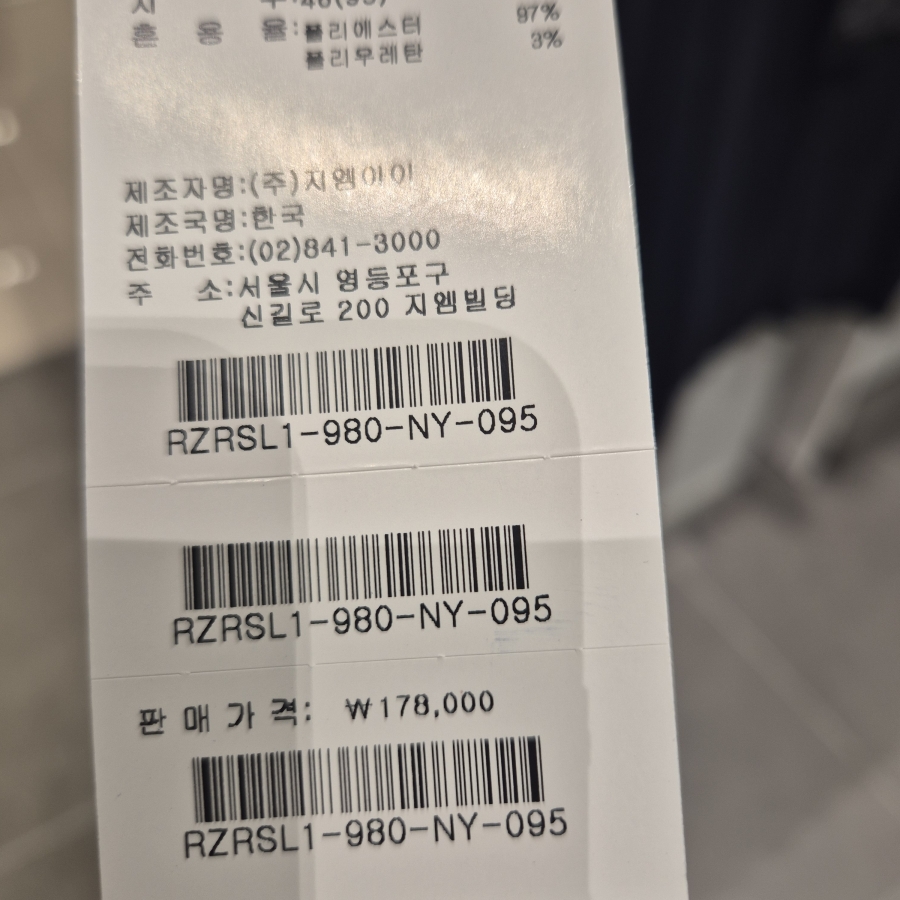 혼 용 율:폴리에스터 97%
폴리우레탄 3%
제조자명:(주)지엠아이
제조국명:한국
전화번호:(02)841-3000
주 소:서울시 영등포구
신길로 200 지엠빌딩
RZRSL1-980-NY-095
RZRSL1-980-NY-095
판매가격: ₩178,000
RZRSL1-980-NY-095